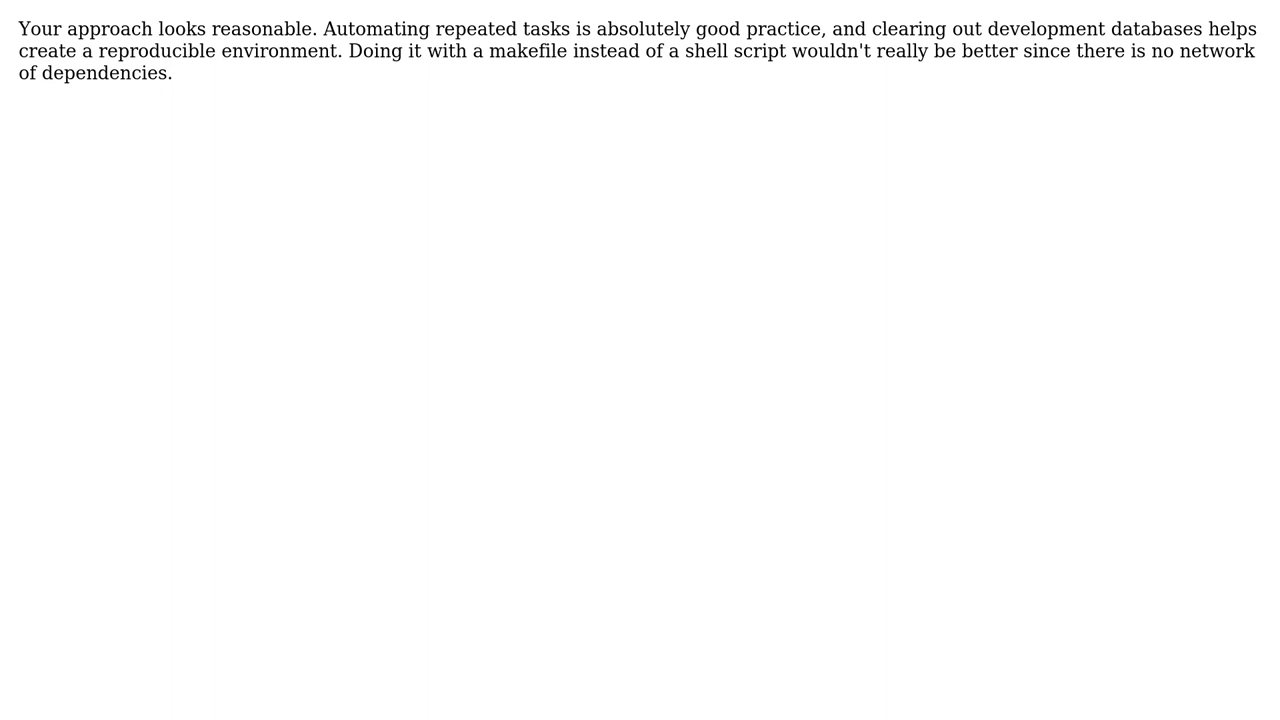 Your approach looks reasonable. Automating repeated tasks is absolutely good practice, and clearing out development databases helps
create a reproducible environment. Doing it with a makefile instead of a shell script wouldn't really be better since there is no network
of dependencies.